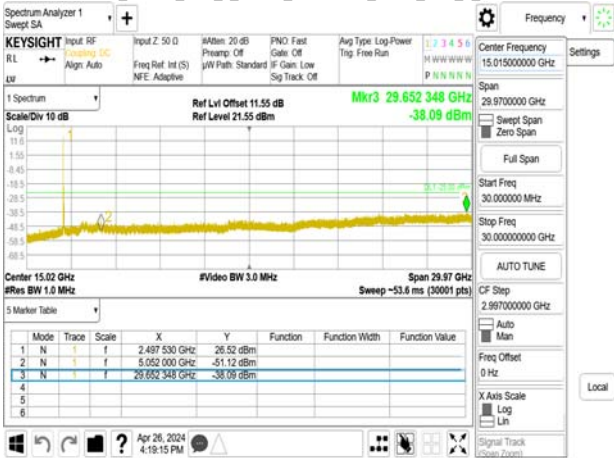 Spectrum Analyzer 1
Swept SA
Frequency
KEYSIGHT Input: RF
RL
Coupling: DC
Align: Auto
Input Z: 50 Ω
Freq Ref: Int (S)
NFE: Adaptive
#Atten: 20 dB
Preamp: Off
µW Path: Standard
PNO: Fast
Gate: Off
IF Gain: Low
Sig Track: Off
Avg Type: Log-Power
Trig: Free Run
1 2 3 4 5 6
M W W W W W
P N N N N N
1 Spectrum
Scale/Div 10 dB
Log
Ref Lvl Offset 11.55 dB
Ref Level 21.55 dBm
Mkr3 29.652 348 GHz
-38.09 dBm
11.6
1.55
-8.45
-18.5
-28.5
-38.5
-48.5
-58.5
-68.5
1
2
Center 15.02 GHz
#Res BW 1.0 MHz
#Video BW 3.0 MHz
Span 29.97 GHz
Sweep ~53.6 ms (30001 pts)
5 Marker Table
Mode Trace Scale X Y Function Function Width Function Value
1 N 1 f 2.497 530 GHz 26.52 dBm
2 N 1 f 5.052 000 GHz -51.12 dBm
3 N 1 f 29.652 348 GHz -38.09 dBm
4
5
6
?
Apr 26, 2024
4:19:15 PM
Center Frequency
15.015000000 GHz
Span
29.9700000 GHz
Swept Span
Zero Span
Full Span
Start Freq
30.000000 MHz
Stop Freq
30.000000000 GHz
AUTO TUNE
CF Step
2.997000000 GHz
Auto
Man
Freq Offset
0 Hz
X Axis Scale
Log
Lin
Signal Track
(Span Zoom)
Settings
Local